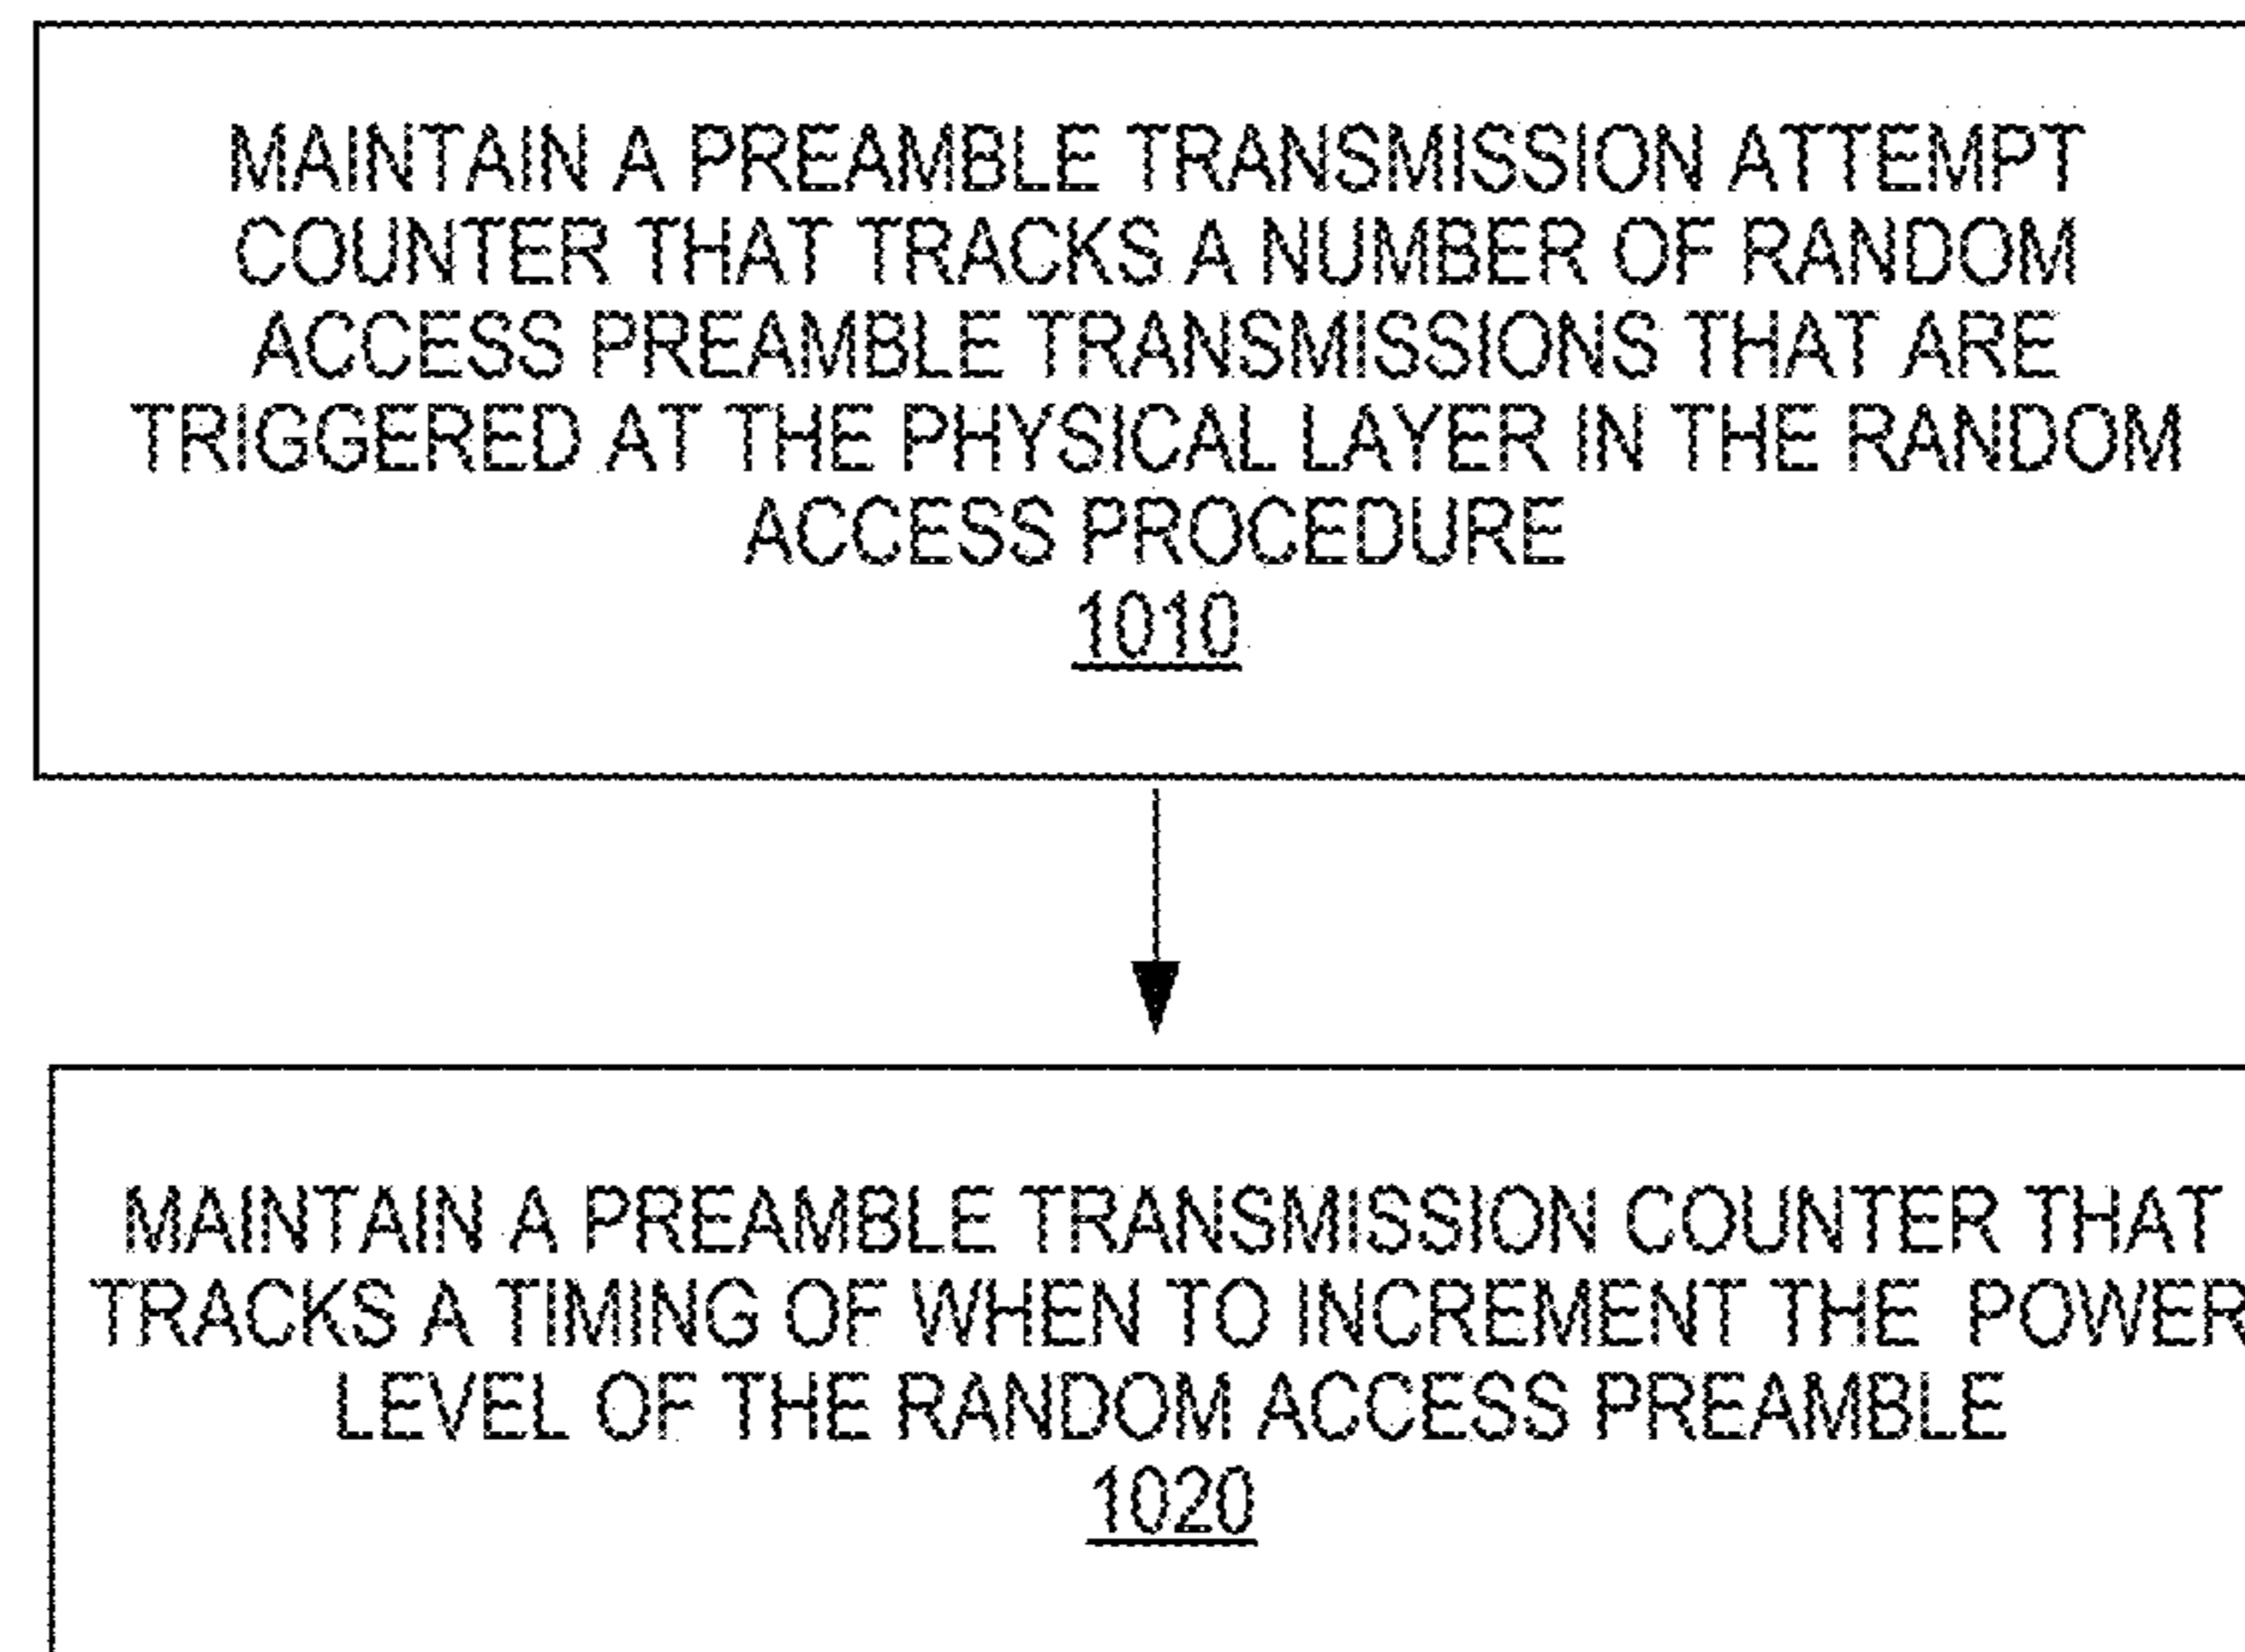 MAINTAIN A PREAMBLE TRANSMISSION ATTEMPT
COUNTER THAT TRACKS A NUMBER OF RANDOM
ACCESS PREAMBLE TRANSMISSIONS THAT ARE
TRIGGERED AT THE PHYSICAL LAYER IN THE RANDOM
ACCESS PROCEDURE
1010
MAINTAIN A PREAMBLE TRANSMISSION COUNTER THAT
TRACKS A TIMING OF WHEN TO INCREMENT THE POWER
LEVEL OF THE RANDOM ACCESS PREAMBLE
1020